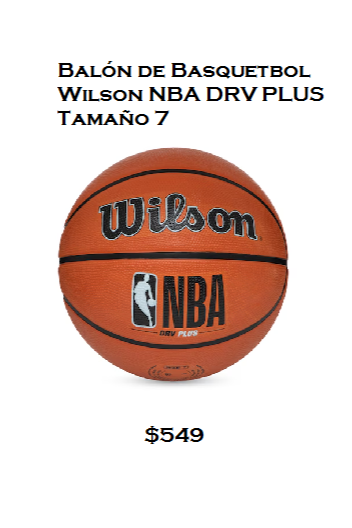 Balón de Basquetbol
Wilson NBA DRV PLUS
Tamaño 7
Wilson
NBA
DRV PLUS
$549